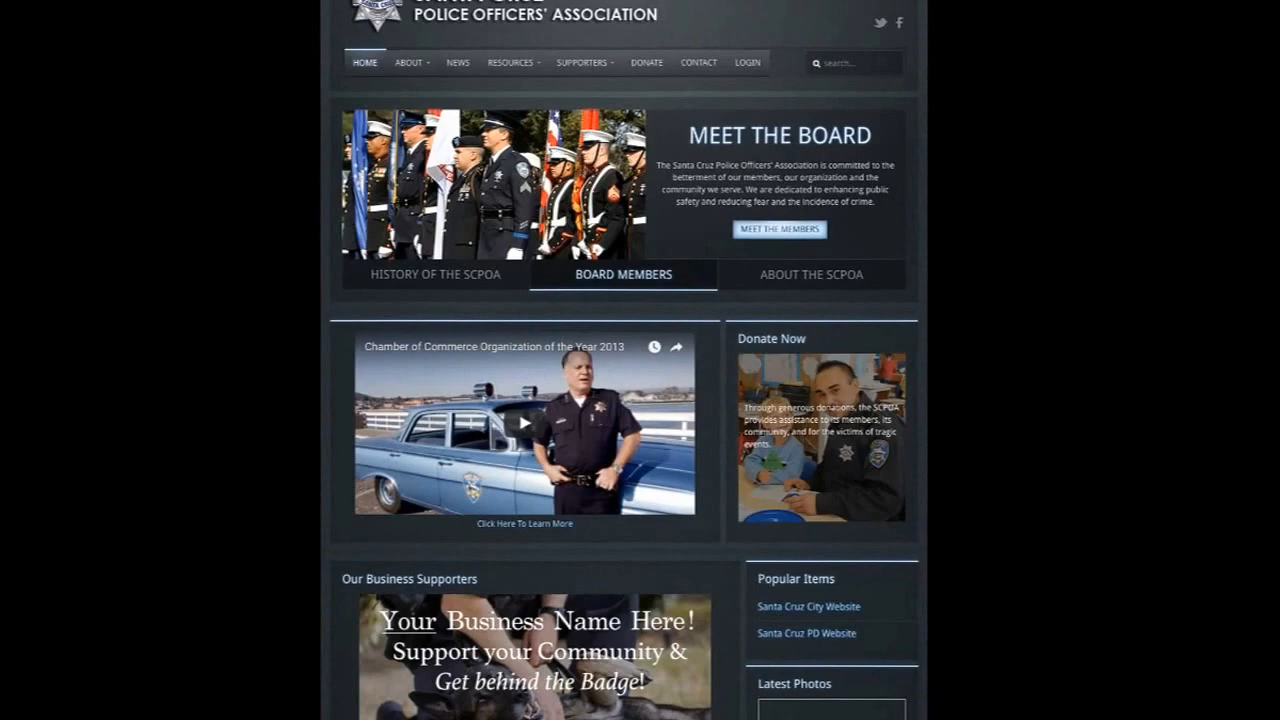 POLICE OFFICERS' ASSOCIATION
HOME ABOUT NEWS RESOURCES SUPPORTERS DONATE CONTACT LOGIN
search...
MEET THE BOARD
The Santa Cruz Police Officers' Association is committed to the
betterment of our members, our organization and the
community we serve. We are dedicated to enhancing public
safety and reducing fear and the incidence of crime.
MEET THE MEMBERS
HISTORY OF THE SCPOA
BOARD MEMBERS
ABOUT THE SCPOA
Chamber of Commerce Organization of the Year 2013
Click Here To Learn More
Donate Now
Through generous donations, the SCPOA
provides assistance to its members, its
community, and for the victims of tragic
events.
Our Business Supporters
Your Business Name Here!
Support your Community &
Get behind the Badge!
Popular Items
Santa Cruz City Website
Santa Cruz PD Website
Latest Photos